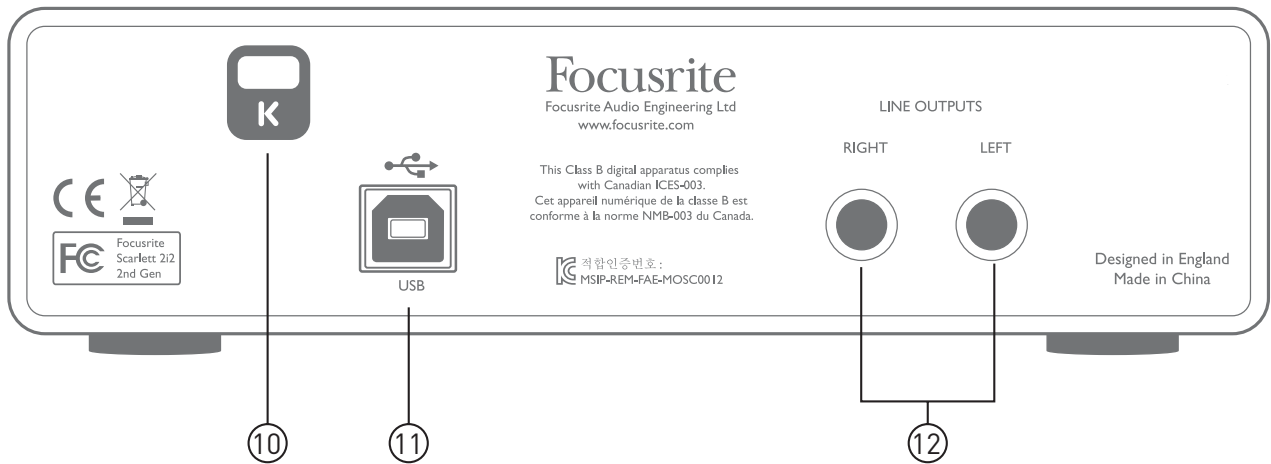 K
Focusrite
Focusrite Audio Engineering Ltd
www.focusrite.com
This Class B digital apparatus complies
with Canadian ICES-003.
Cet appareil numérique de la classe B est
conforme à la norme NMB-003 du Canada.
적합인증번호 :
MSIP-REM-FAE-MOSC0012
CE
FC
Focusrite
Scarlett 2i2
2nd Gen
USB
LINE OUTPUTS
RIGHT
LEFT
Designed in England
Made in China
10
11
12